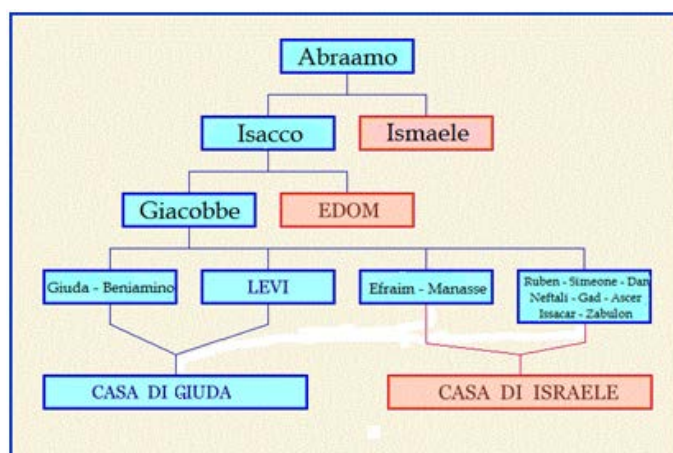 Abraamo
Isacco
Ismaele
Giacobbe
EDOM
Giuda - Beniamino
LEVI
Efraim - Manasse
Ruben - Simeone - Dan
Neftali - Gad - Ascer
Issacar - Zabulon
CASA DI GIUDA
CASA DI ISRAELE